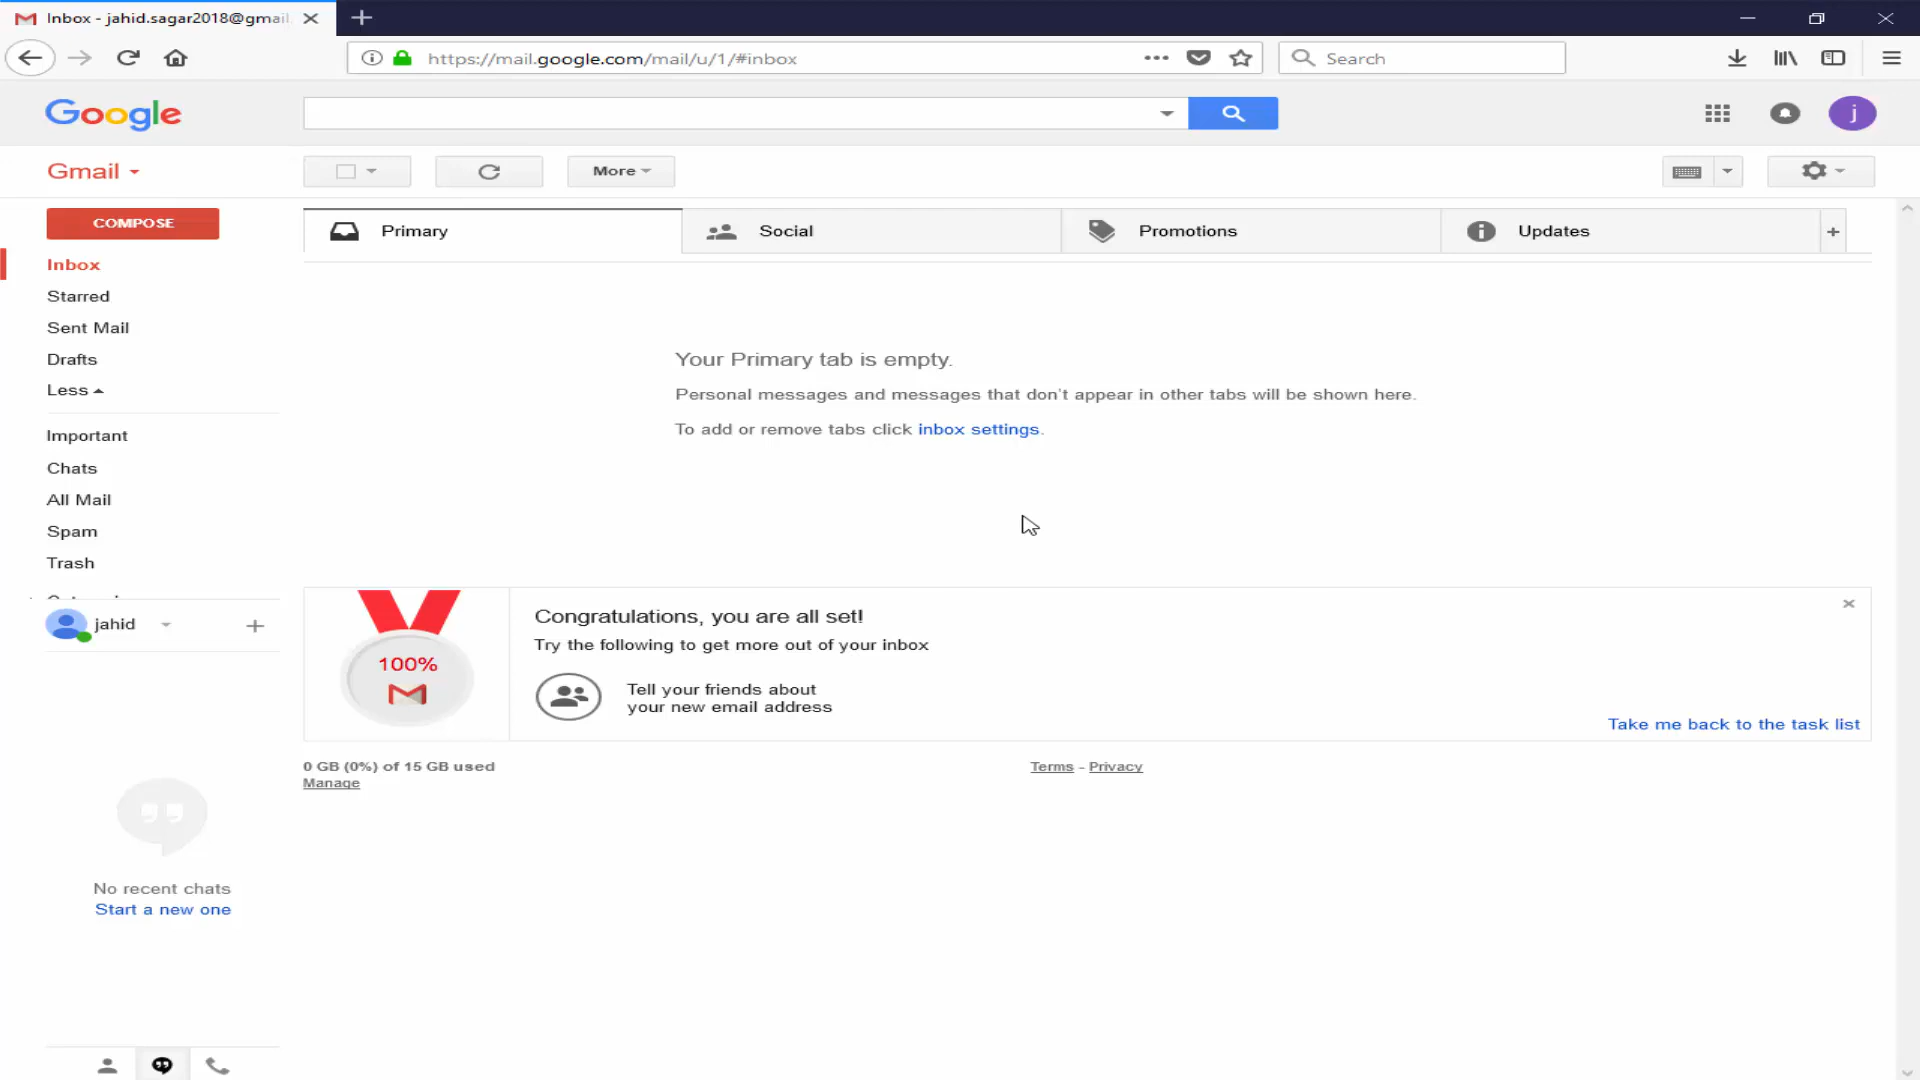 Inbox - jahid.sagar2018@gmail.
https://mail.google.com/mail/u/1/#inbox
Search
Google
j
Gmail
More
COMPOSE
Primary
Social
Promotions
Updates
+
Inbox
Starred
Sent Mail
Drafts
Less
Important
Chats
All Mail
Spam
Trash
Your Primary tab is empty.
Personal messages and messages that don't appear in other tabs will be shown here.
To add or remove tabs click inbox settings.
jahid
100%
Congratulations, you are all set!
Try the following to get more out of your inbox
Tell your friends about
your new email address
Take me back to the task list
0 GB (0%) of 15 GB used
Manage
Terms - Privacy
No recent chats
Start a new one